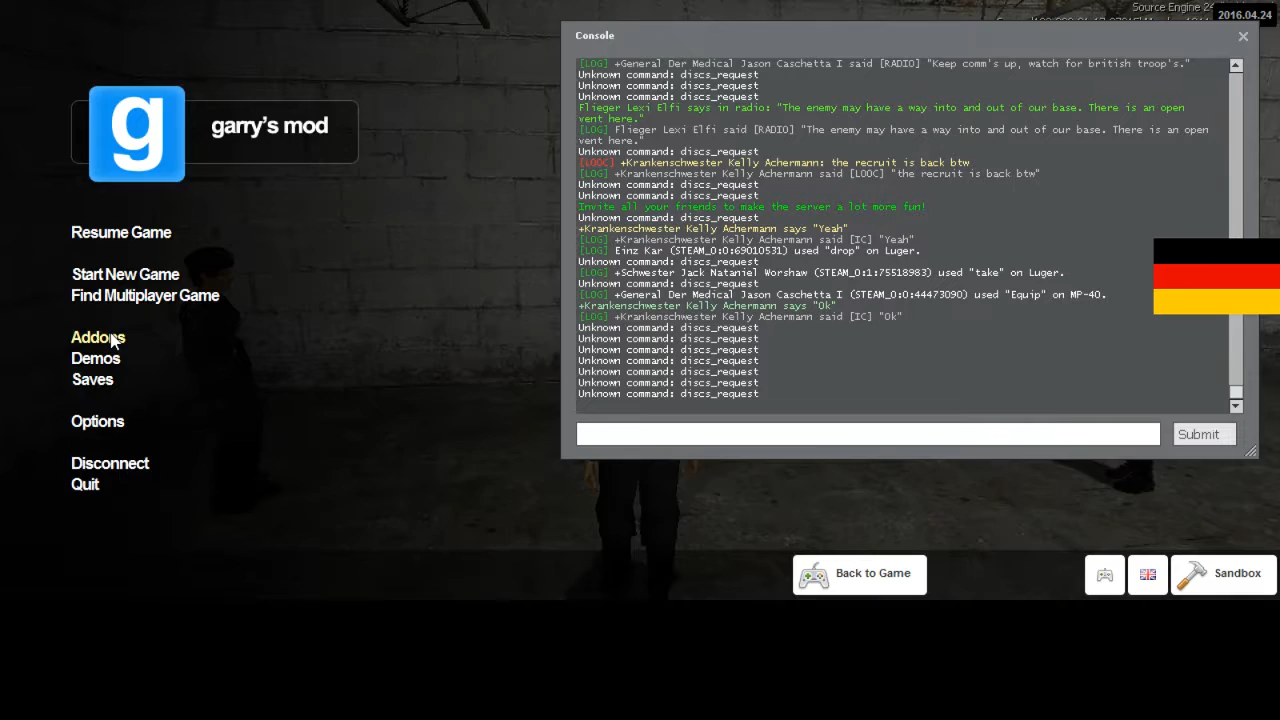 Source Engine 24
2016.04.24
Console
[LOG] +General Der Medical Jason Caschetta I said [RADIO] "Keep comm's up, watch for british troop's."
Unknown command: discs_request
Unknown command: discs_request
Unknown command: discs_request
Flieger Lexi Elfi says in radio: "The enemy may have a way into and out of our base. There is an open
vent here."
[LOG] Flieger Lexi Elfi said [RADIO] "The enemy may have a way into and out of our base. There is an open
vent here."
Unknown command: discs_request
[LOOC] +Krankenschwester Kelly Achermann: the recruit is back btw
[LOG] +Krankenschwester Kelly Achermann said [LOOC] "the recruit is back btw"
Unknown command: discs_request
Unknown command: discs_request
Invite all your friends to make the server a lot more fun!
Unknown command: discs_request
+Krankenschwester Kelly Achermann says "Yeah"
[LOG] +Krankenschwester Kelly Achermann said [IC] "Yeah"
[LOG] Einz Kar (STEAM_0:0:69010531) used "drop" on Luger.
Unknown command: discs_request
[LOG] +Schwester Jack Nataniel Worshaw (STEAM_0:1:75518983) used "take" on Luger.
Unknown command: discs_request
[LOG] +General Der Medical Jason Caschetta I (STEAM_0:0:44473090) used "Equip" on MP-40.
+Krankenschwester Kelly Achermann says "Ok"
[LOG] +Krankenschwester Kelly Achermann said [IC] "Ok"
Unknown command: discs_request
Unknown command: discs_request
Unknown command: discs_request
Unknown command: discs_request
Unknown command: discs_request
Unknown command: discs_request
Unknown command: discs_request
Submit
g
garry's mod
Resume Game
Start New Game
Find Multiplayer Game
Addons
Demos
Saves
Options
Disconnect
Quit
Back to Game
Sandbox